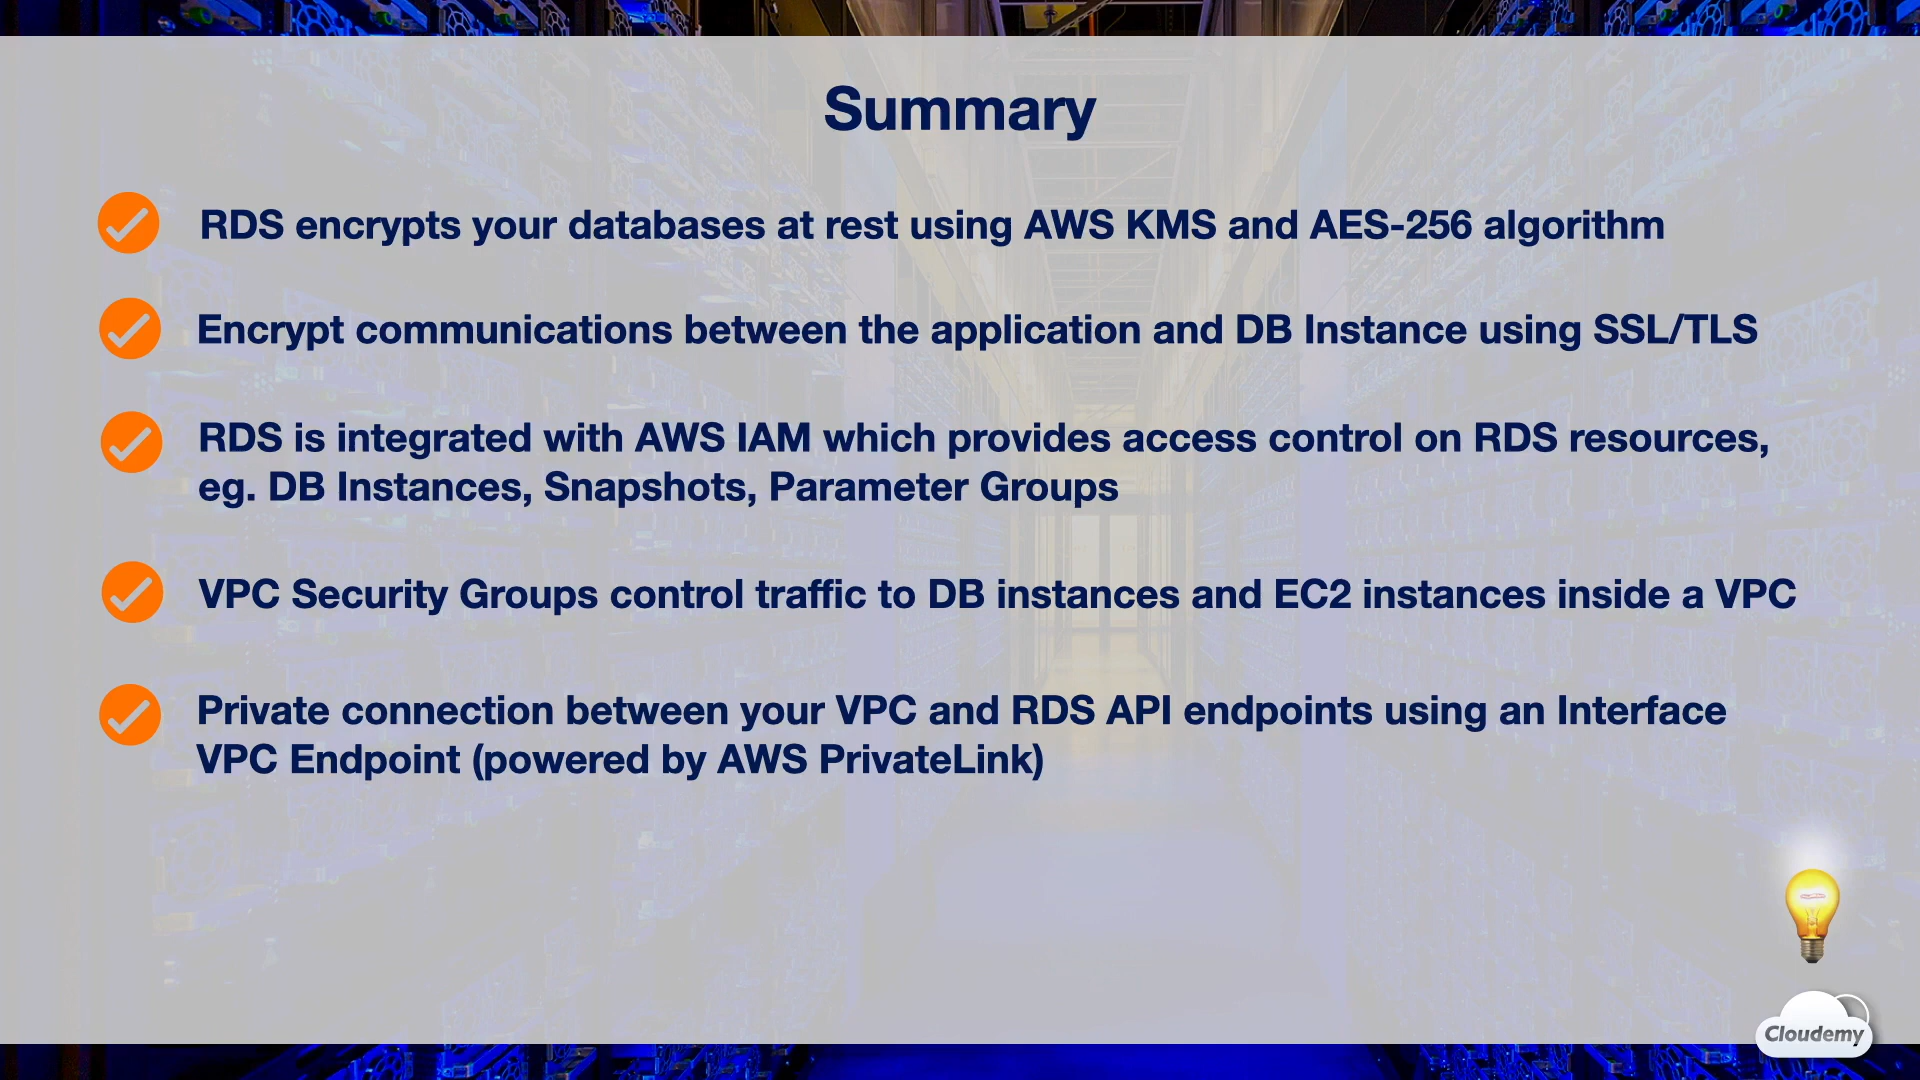 Summary
RDS encrypts your databases at rest using AWS KMS and AES-256 algorithm
Encrypt communications between the application and DB Instance using SSL/TLS
RDS is integrated with AWS IAM which provides access control on RDS resources,
eg. DB Instances, Snapshots, Parameter Groups
VPC Security Groups control traffic to DB instances and EC2 instances inside a VPC
Private connection between your VPC and RDS API endpoints using an Interface
VPC Endpoint (powered by AWS PrivateLink)
Cloudemy